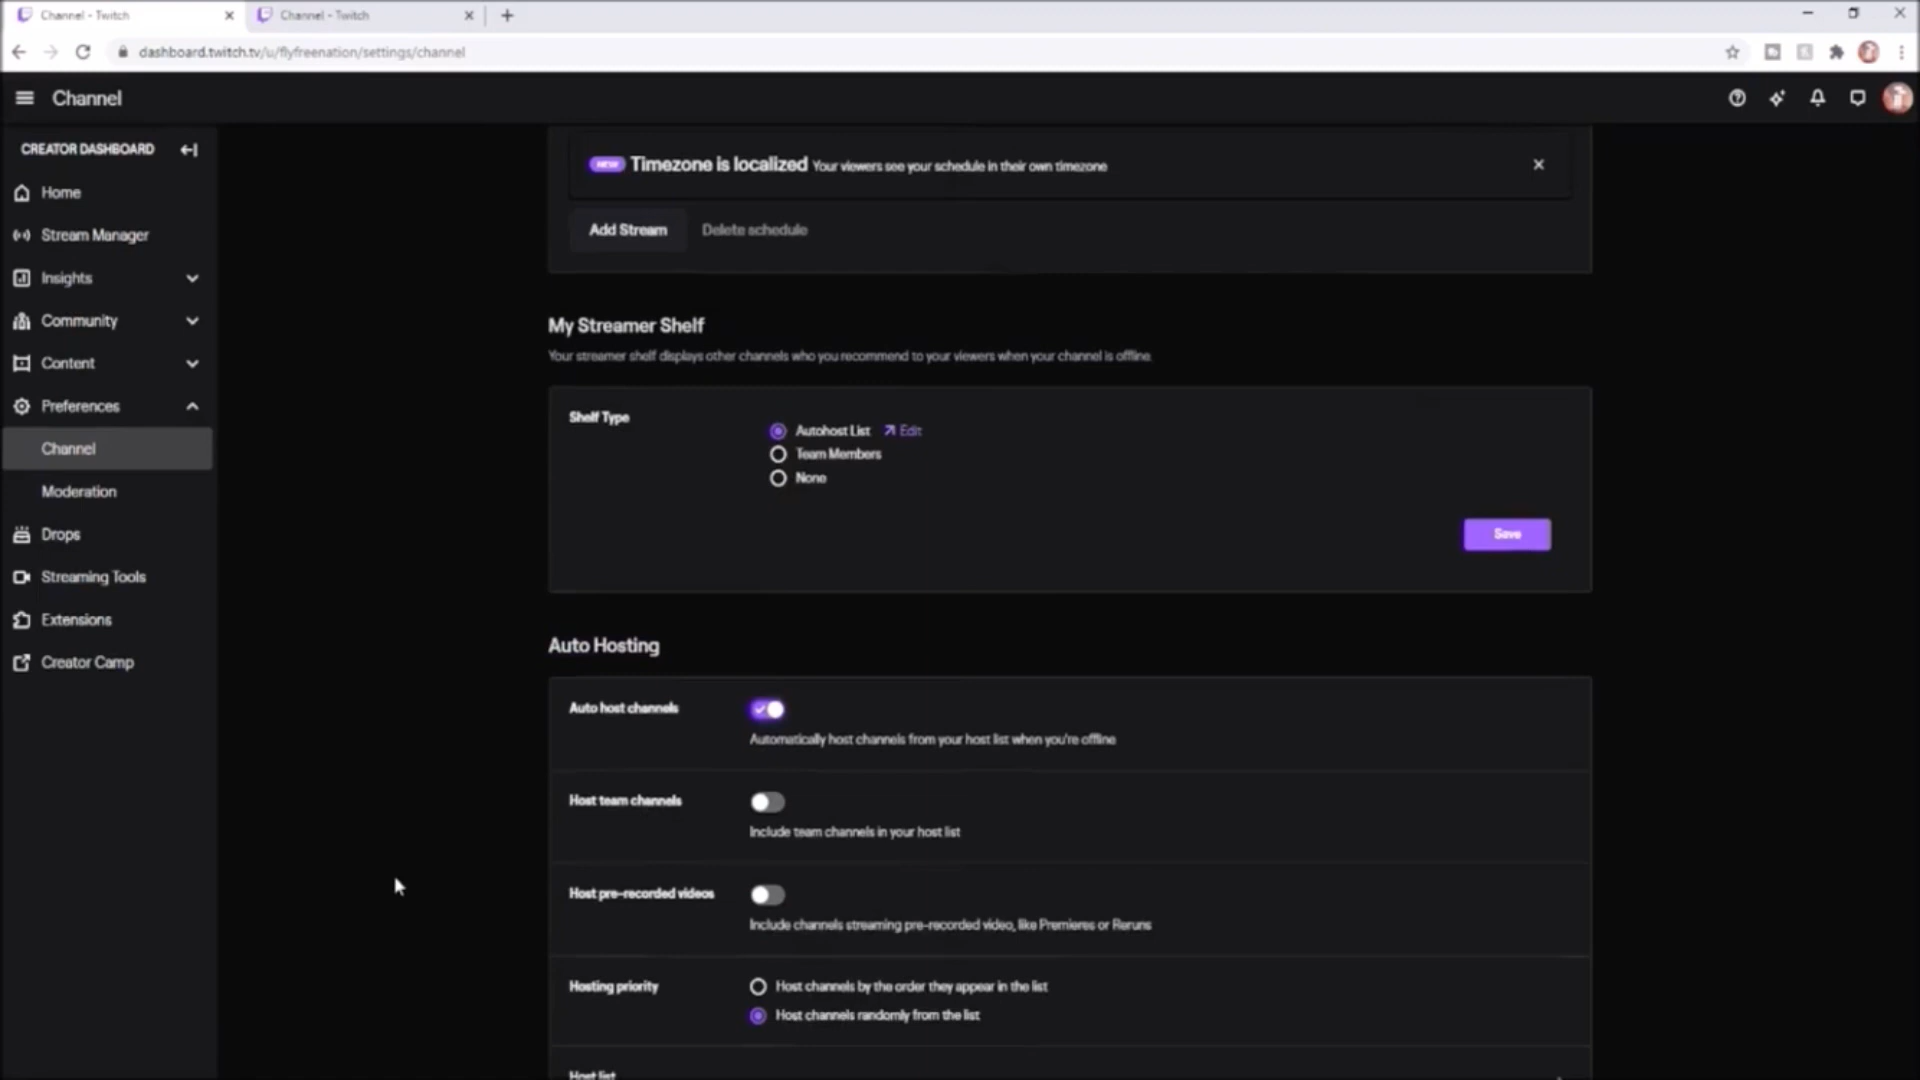 Channel - Twitch
Channel - Twitch
dashboard.twitch.tv/u/flyfreenation/settings/channel
Channel
CREATOR DASHBOARD
Home
Stream Manager
Insights
Community
Content
Preferences
Channel
Moderation
Drops
Streaming Tools
Extensions
Creator Camp
NEW Timezone is localized Your viewers see your schedule in their own timezone
Add Stream Delete schedule
My Streamer Shelf
Your streamer shelf displays other channels who you recommend to your viewers when your channel is offline.
Shelf Type
Autohost List Edit
Team Members
None
Save
Auto Hosting
Auto host channels
Automatically host channels from your host list when you're offline
Host team channels
Include team channels in your host list
Host pre-recorded videos
Include channels streaming pre-recorded video, like Premieres or Reruns
Hosting priority
Host channels by the order they appear in the list
Host channels randomly from the list
Host list